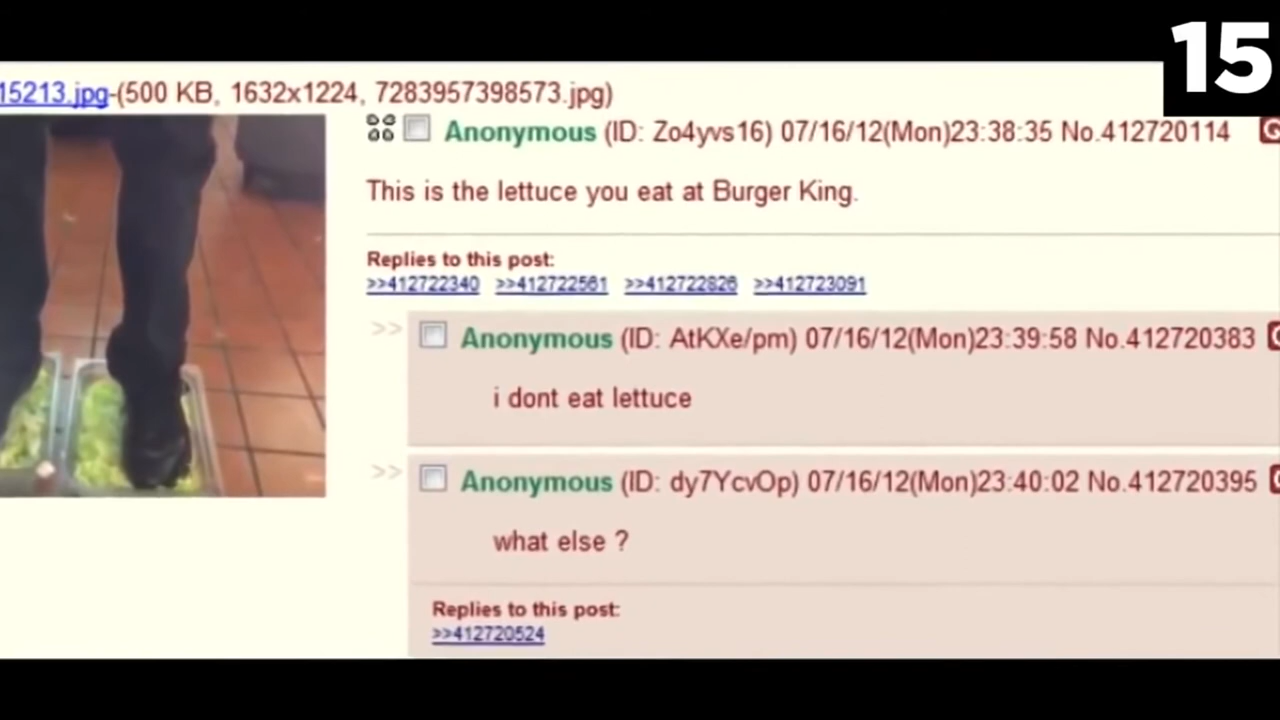 15
15213.jpg-(500 KB, 1632x1224, 7283957398573.jpg)
Anonymous (ID: Zo4yvs16) 07/16/12(Mon)23:38:35 No.412720114
This is the lettuce you eat at Burger King.
Replies to this post:
>>412722340 >>412722561 >>412722826 >>412723091
>> Anonymous (ID: AtKXe/pm) 07/16/12(Mon)23:39:58 No.412720383
i dont eat lettuce
>> Anonymous (ID: dy7YcvOp) 07/16/12(Mon)23:40:02 No.412720395
what else ?
Replies to this post:
>>412720524